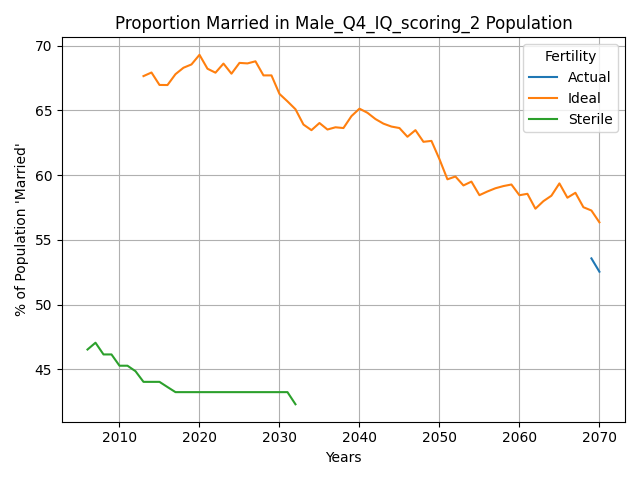 Proportion Married in Male_Q4_IQ_scoring_2 Population
% of Population 'Married'
70
65
60
55
50
45
Fertility
Actual
Ideal
Sterile
2010 2020 2030 2040 2050 2060 2070
Years